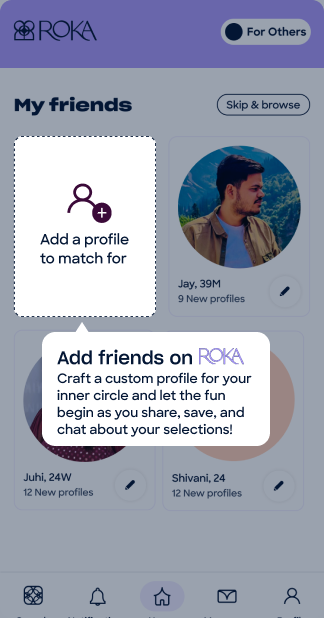 ROKA
For Others
My friends
Skip & browse
Add a profile
to match for
Jay, 39M
9 New profiles
Add friends on ROKA
Craft a custom profile for your
inner circle and let the fun
begin as you share, save, and
chat about your selections!
Juhi, 24W
12 New profiles
Shivani, 24
12 New profiles